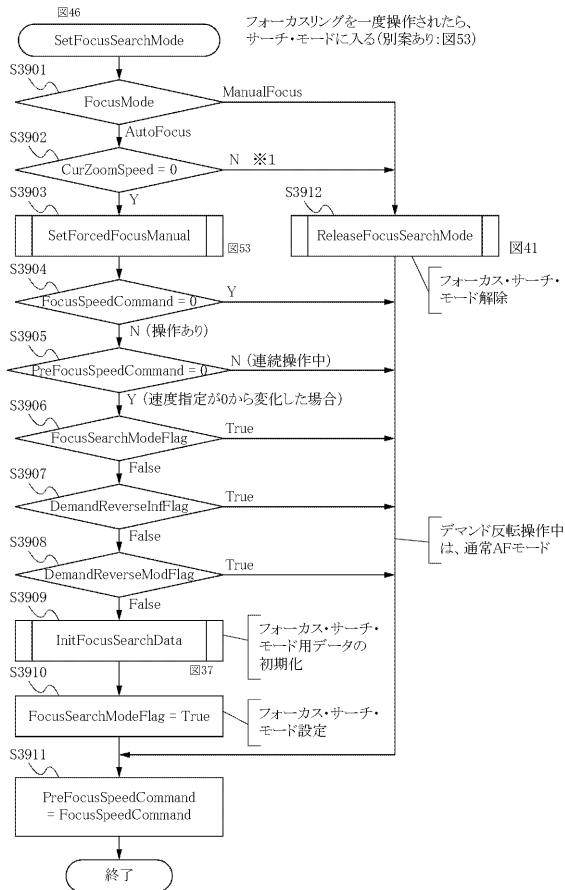 図46
フォーカスリングを一度操作されたら、
サーチ・モードに入る(別案あり:図53)
SetFocusSearchMode
S3901
FocusMode
ManualFocus
AutoFocus
S3902
CurZoomSpeed = 0
N ※1
Y
S3903
SetForcedFocusManual
図53
S3912
ReleaseFocusSearchMode
図41
フォーカス・サーチ・
モード解除
S3904
FocusSpeedCommand = 0
Y
N (操作あり)
S3905
PreFocusSpeedCommand = 0
N (連続操作中)
Y (速度指定が0から変化した場合)
S3906
FocusSearchModeFlag
True
False
S3907
DemandReverseInfFlag
True
False
S3908
DemandReverseModFlag
True
False
デマンド反転操作中
は、通常AFモード
S3909
InitFocusSearchData
図37
フォーカス・サーチ・
モード用データの
初期化
S3910
FocusSearchModeFlag = True
フォーカス・サーチ・
モード設定
S3911
PreFocusSpeedCommand
= FocusSpeedCommand
終了